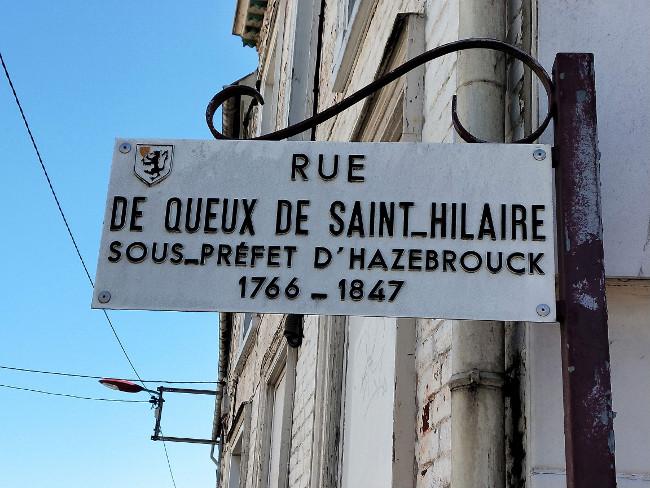 RUE
DE QUEUX DE SAINT_HILAIRE
SOUS_PRÉFET D'HAZEBROUCK
1766 _ 1847